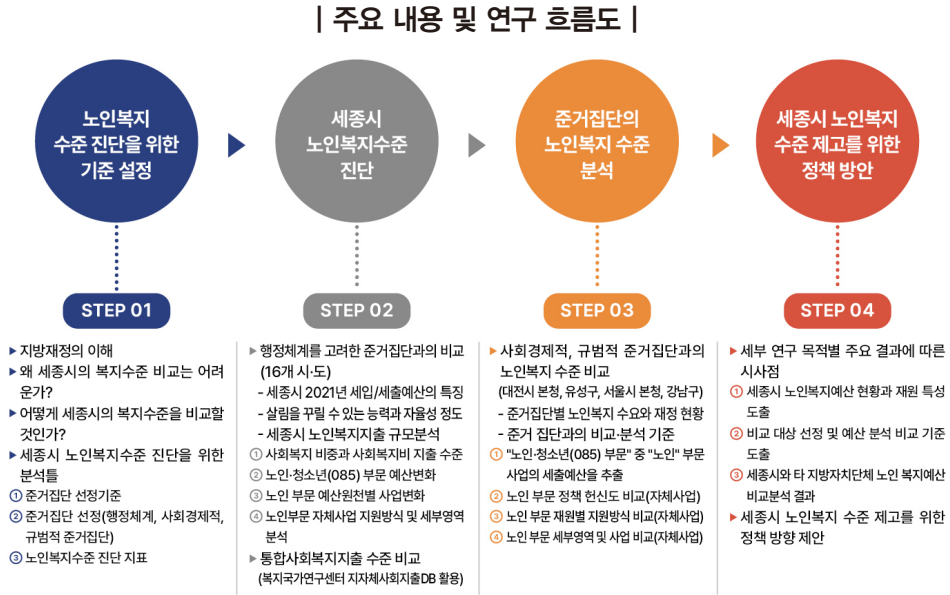 | 주요 내용 및 연구 흐름도 |
노인복지
수준 진단을 위한
기준 설정
STEP 01
▶ 지방재정의 이해
▶ 왜 세종시의 복지수준 비교는 어려
운가?
▶ 어떻게 세종시의 복지수준을 비교할
것인가?
▶ 세종시 노인복지수준 진단을 위한
분석틀
① 준거집단 선정기준
② 준거집단 선정(행정체계, 사회경제적,
규범적 준거집단)
③ 노인복지수준 진단 지표
세종시
노인복지수준
진단
STEP 02
▶ 행정체계를 고려한 준거집단과의 비교
(16개 시·도)
- 세종시 2021년 세입/세출예산의 특징
- 살림을 꾸릴 수 있는 능력과 자율성 정도
- 세종시 노인복지지출 규모분석
① 사회복지 비중과 사회복지비 지출 수준
② 노인·청소년(085) 부문 예산변화
③ 노인 부문 예산원천별 사업변화
④ 노인부문 자체사업 지원방식 및 세부영역
분석
▶ 통합사회복지지출 수준 비교
(복지국가연구센터 지자체사회지출DB 활용)
준거집단의
노인복지 수준
분석
STEP 03
▶ 사회경제적, 규범적 준거집단과의
노인복지 수준 비교
(대전시 본청, 유성구, 서울시 본청, 강남구)
- 준거집단별 노인복지 수요와 재정 현황
- 준거 집단과의 비교·분석 기준
① "노인·청소년(085) 부문" 중 "노인" 부문
사업의 세출예산을 추출
② 노인 부문 정책 헌신도 비교(자체사업)
③ 노인 부문 재원별 지원방식 비교(자체사업)
④ 노인 부문 세부영역 및 사업 비교(자체사업)
세종시 노인복지
수준 제고를 위한
정책 방안
STEP 04
▶ 세부 연구 목적별 주요 결과에 따른
시사점
① 세종시 노인복지예산 현황과 재원 특성
도출
② 비교 대상 선정 및 예산 분석 비교 기준
도출
③ 세종시와 타 지방자치단체 노인 복지예산
비교분석 결과
▶ 세종시 노인복지 수준 제고를 위한
정책 방향 제안